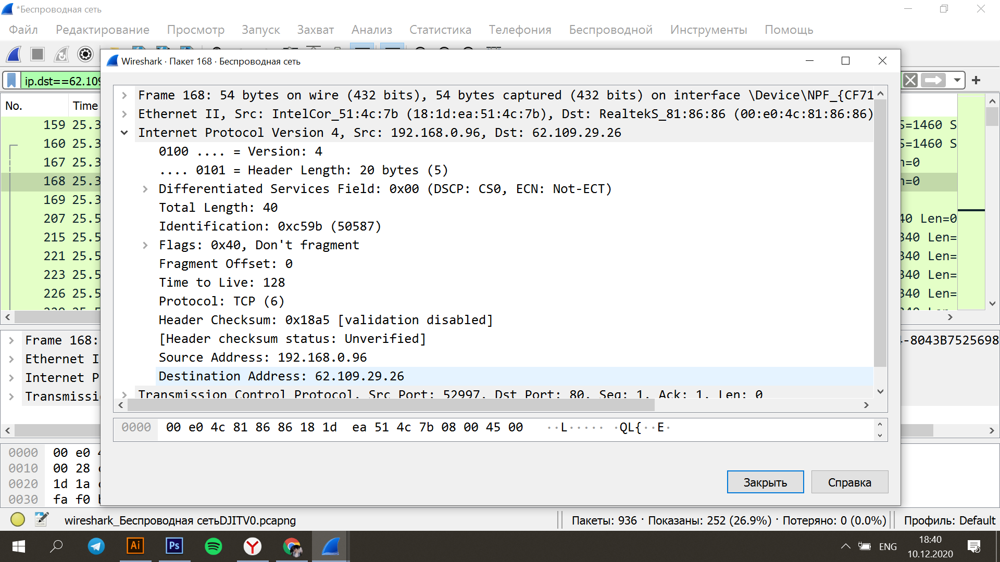 *Беспроводная сеть
Файл Редактирование Просмотр Запуск Захват Анализ Статистика Телефония Беспроводной Инструменты Помощь
Wireshark · Пакет 168 · Беспроводная сеть
ip.dst==62.109
No. Time
159 25.3
160 25.3
167 25.3
168 25.3
169 25.3
207 25.5
215 25.5
221 25.5
223 25.5
226 25.5
S=1460 S
S=1460 S
n=0
n=0
40 Len=0
340 Len=
340 Len=
340 Len=
340 Len=
Frame 168: 54 bytes on wire (432 bits), 54 bytes captured (432 bits) on interface \Device\NPF_{CF71
Ethernet II, Src: IntelCor_51:4c:7b (18:1d:ea:51:4c:7b), Dst: RealtekS_81:86:86 (00:e0:4c:81:86:86)
Internet Protocol Version 4, Src: 192.168.0.96, Dst: 62.109.29.26
0100 .... = Version: 4
.... 0101 = Header Length: 20 bytes (5)
Differentiated Services Field: 0x00 (DSCP: CS0, ECN: Not-ECT)
Total Length: 40
Identification: 0xc59b (50587)
Flags: 0x40, Don't fragment
Fragment Offset: 0
Time to Live: 128
Protocol: TCP (6)
Header Checksum: 0x18a5 [validation disabled]
[Header checksum status: Unverified]
Source Address: 192.168.0.96
Destination Address: 62.109.29.26
Transmission Control Protocol, Src Port: 52997, Dst Port: 80, Seq: 1, Ack: 1, Len: 0
0000 00 e0 4c 81 86 86 18 1d ea 51 4c 7b 08 00 45 00 ··L····· ·QL{··E·
Закрыть Справка
Frame 168:
-8043B7525698
Ethernet I
Internet P
Transmissi
0000 00 e0 4
0010 00 28 c
0020 1d 1a
0030 fa f0 b
wireshark_Беспроводная сетьDJITV0.pcapng
Пакеты: 936 · Показаны: 252 (26.9%) · Потеряно: 0 (0.0%)
Профиль: Default
Ai Ps
ENG
18:40
10.12.2020